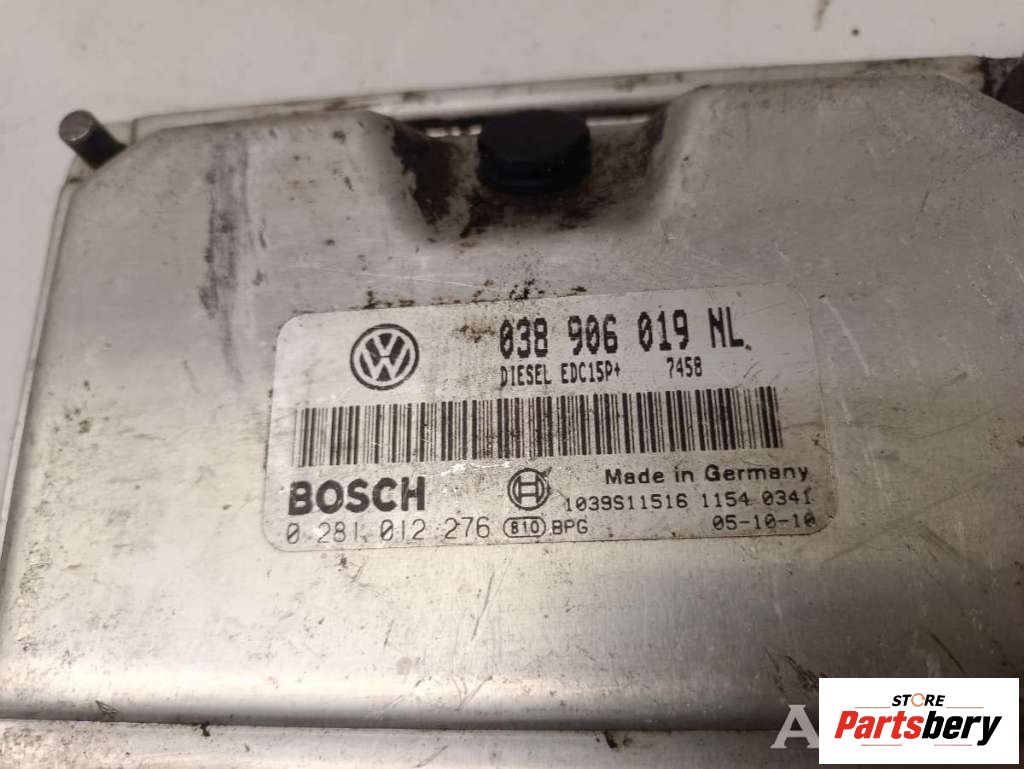 038 906 019 NL
DIESEL EDC15P+ 7458
Made in Germany
BOSCH
1039S11516 1154 0341
0 281 012 276 810 BPG 05-10-10
STORE
Partsbery
A